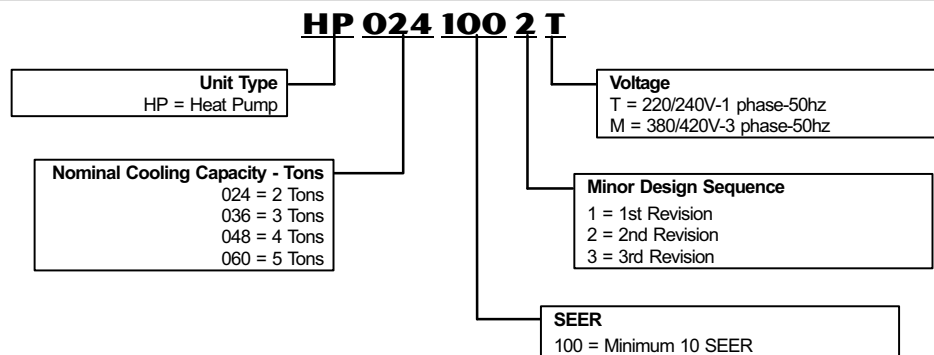 HP 024 100 2 T
Unit Type
HP = Heat Pump
Voltage
T = 220/240V-1 phase-50hz
M = 380/420V-3 phase-50hz
Nominal Cooling Capacity - Tons
024 = 2 Tons
036 = 3 Tons
048 = 4 Tons
060 = 5 Tons
Minor Design Sequence
1 = 1st Revision
2 = 2nd Revision
3 = 3rd Revision
SEER
100 = Minimum 10 SEER